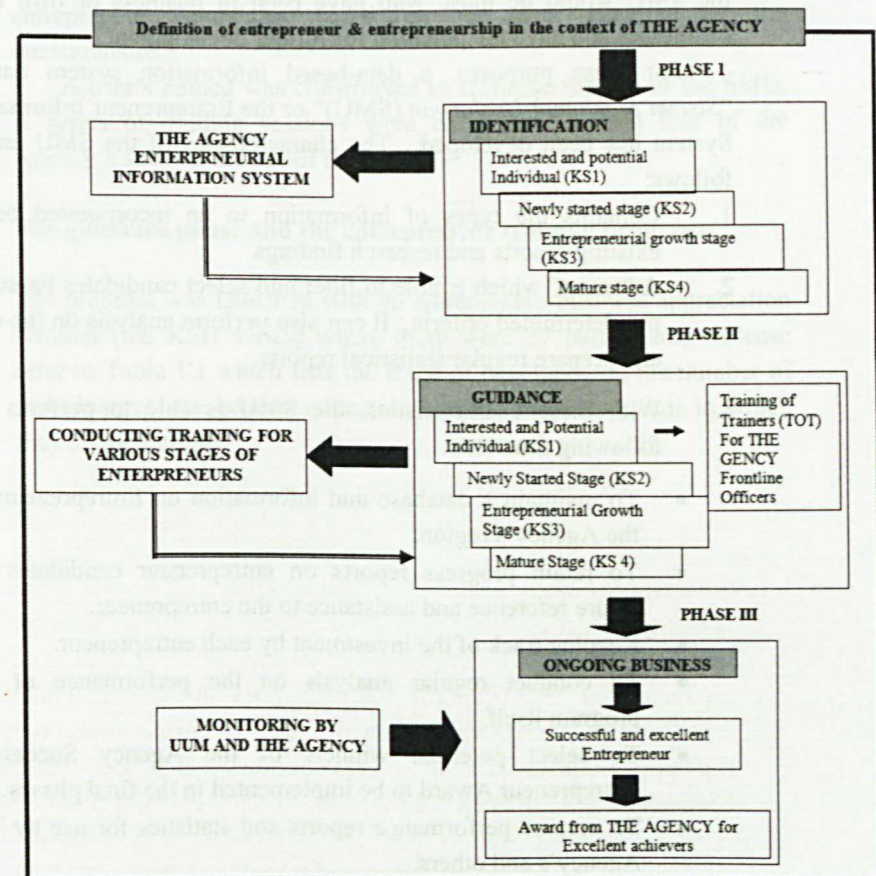 Definition of entrepreneur & entrepreneurship in the context of THE AGENCY
PHASE I
IDENTIFICATION
THE AGENCY
ENTERPRNEURIAL
INFORMATION SYSTEM
Interested and potential
Individual (KS1)
Newly started stage (KS2)
Entrepreneurial growth stage
(KS3)
Mature stage (KS4)
PHASE II
GUIDANCE
Interested and Potential
Individual (KS1)
Training of
Trainers (TOT)
For THE
GENCY
Frontline
Officers
CONDUCTING TRAINING FOR
VARIOUS STAGES OF
ENTERPRENEURS
Newly Started Stage (KS2)
Entrepreneurial Growth
Stage (KS3)
Mature Stage (KS.4)
PHASE III
ONGOING BUSINESS
MONITORING BY
UUM AND THE AGENCY
Successful and excellent
Entrepreneur
Award from THE AGENCY for
Excellent achievers